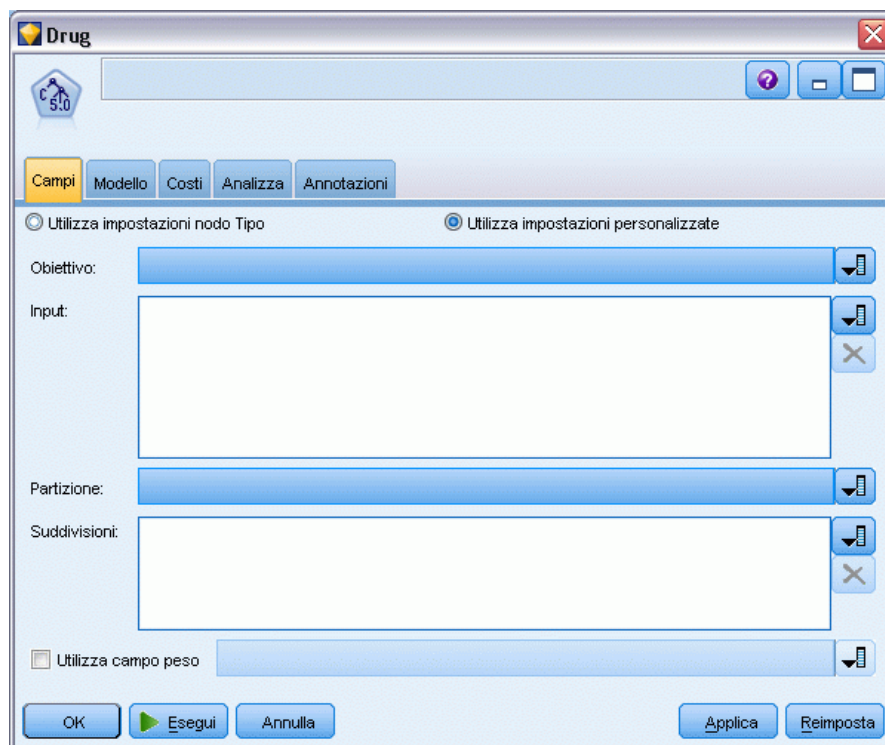 Drug
C 5.0
Campi Modello Costi Analizza Annotazioni
Utilizza impostazioni nodo Tipo Utilizza impostazioni personalizzate
Obiettivo:
Input:
Partizione:
Suddivisioni:
Utilizza campo peso
OK Esegui Annulla Applica Reimposta